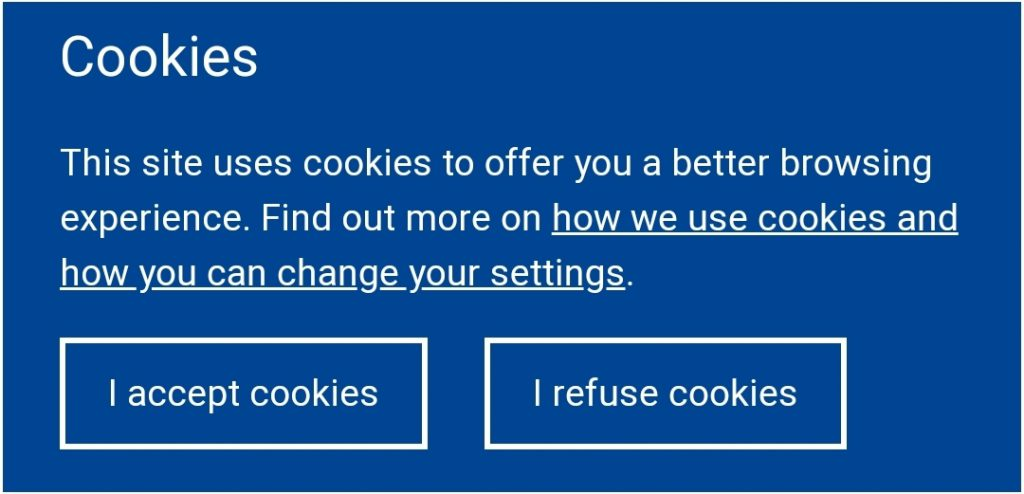 Cookies
This site uses cookies to offer you a better browsing
experience. Find out more on how we use cookies and
how you can change your settings.
I accept cookies
I refuse cookies